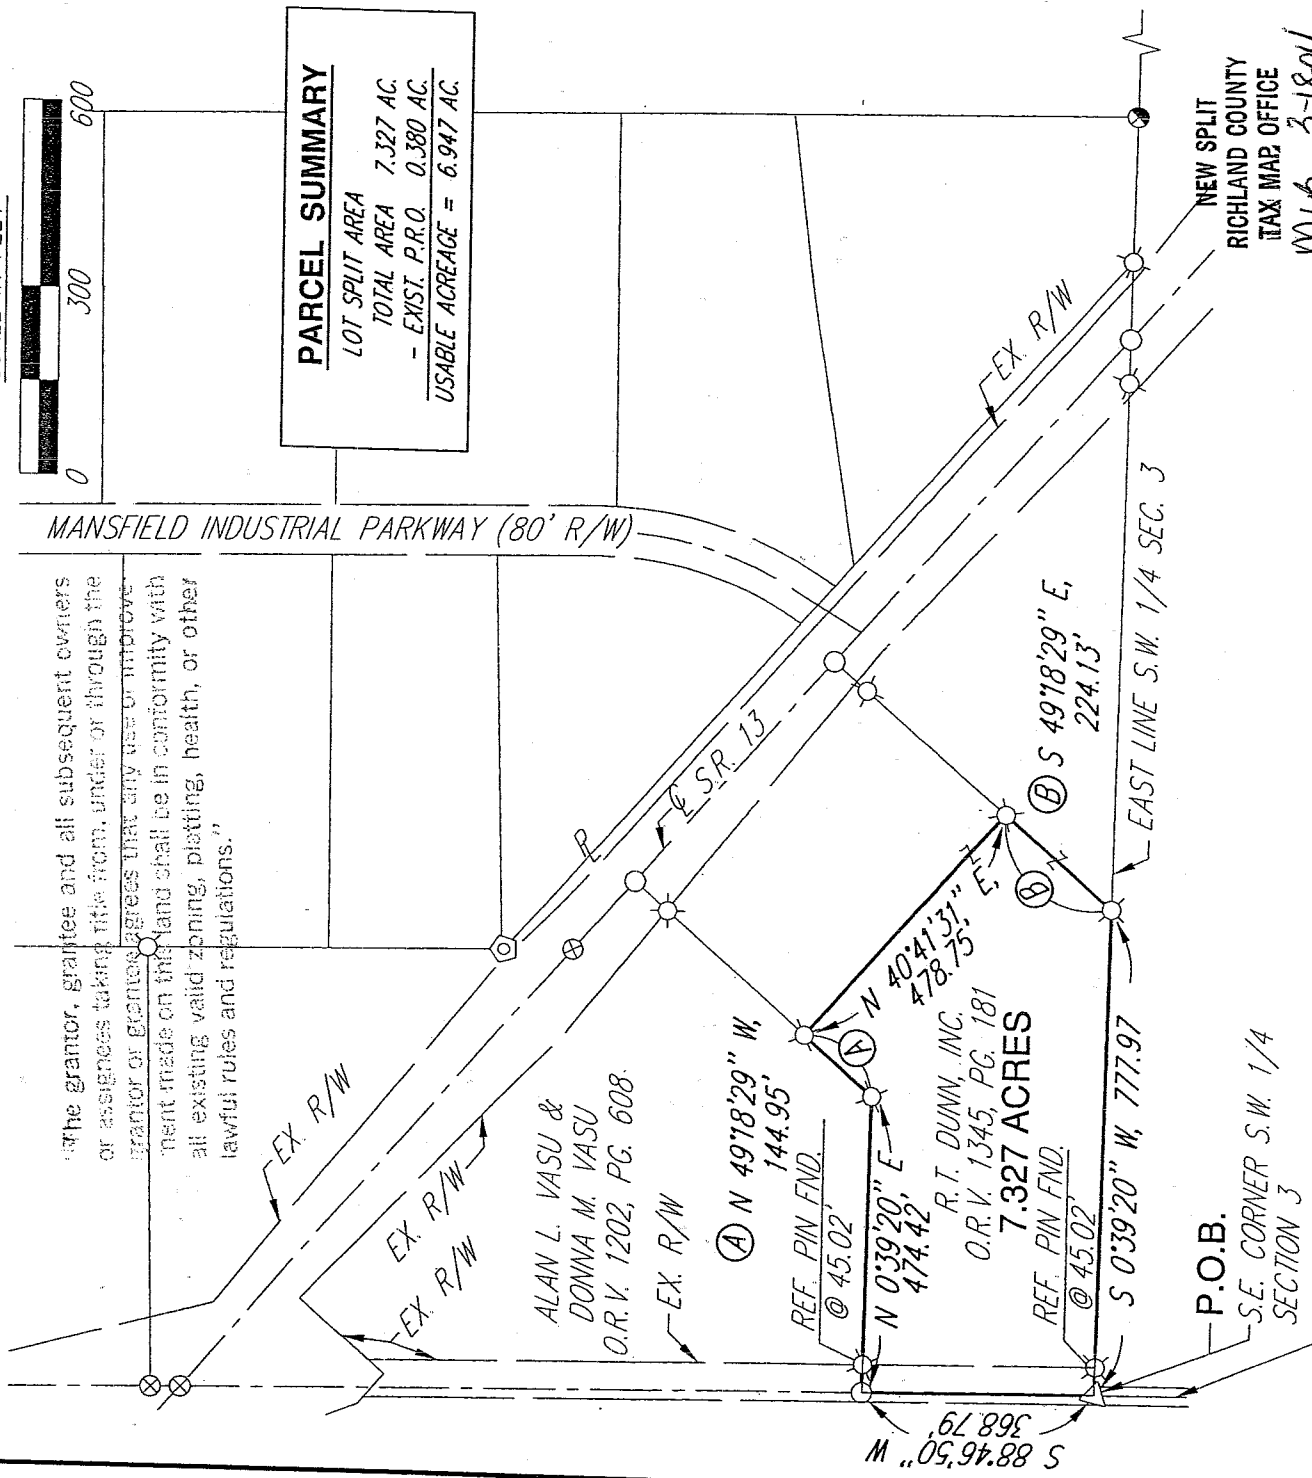 0
300
600
PARCEL SUMMARY
LOT SPLIT AREA
TOTAL AREA 7.327 AC.
- EXIST. P.R.O. 0.380 AC.
USABLE ACREAGE = 6.947 AC.
MANSFIELD INDUSTRIAL PARKWAY (80' R/W)
"The grantor, grantee and all subsequent owners
or assignees taking title from, under or through the
grantor or grantee agrees that any use or improve-
ment made on this land shall be in conformity with
all existing valid zoning, platting, health, or other
lawful rules and regulations."
EX. R/W
EX. R/W
EX. R/W
EX. R/W
EX. R/W
℄ S.R. 13
ALAN L. VASU &
DONNA M. VASU
O.R.V. 1202, PG. 608
Ⓐ N 49°18'29" W,
144.95'
REF. PIN FND.
@ 45.02'
N 0°39'20" E
474.42'
Ⓐ
N 40°41'31" E,
478.75'
Ⓑ
Ⓑ S 49°18'29" E,
224.13'
R.T. DUNN, INC.
O.R.V. 1345, PG. 181
7.327 ACRES
REF. PIN FND.
@ 45.02'
S 0°39'20" W, 777.97
EAST LINE S.W. 1/4 SEC. 3
P.O.B.
S.E. CORNER S.W. 1/4
SECTION 3
S 88°46'50" W
368.79'
NEW SPLIT
RICHLAND COUNTY
TAX MAP OFFICE